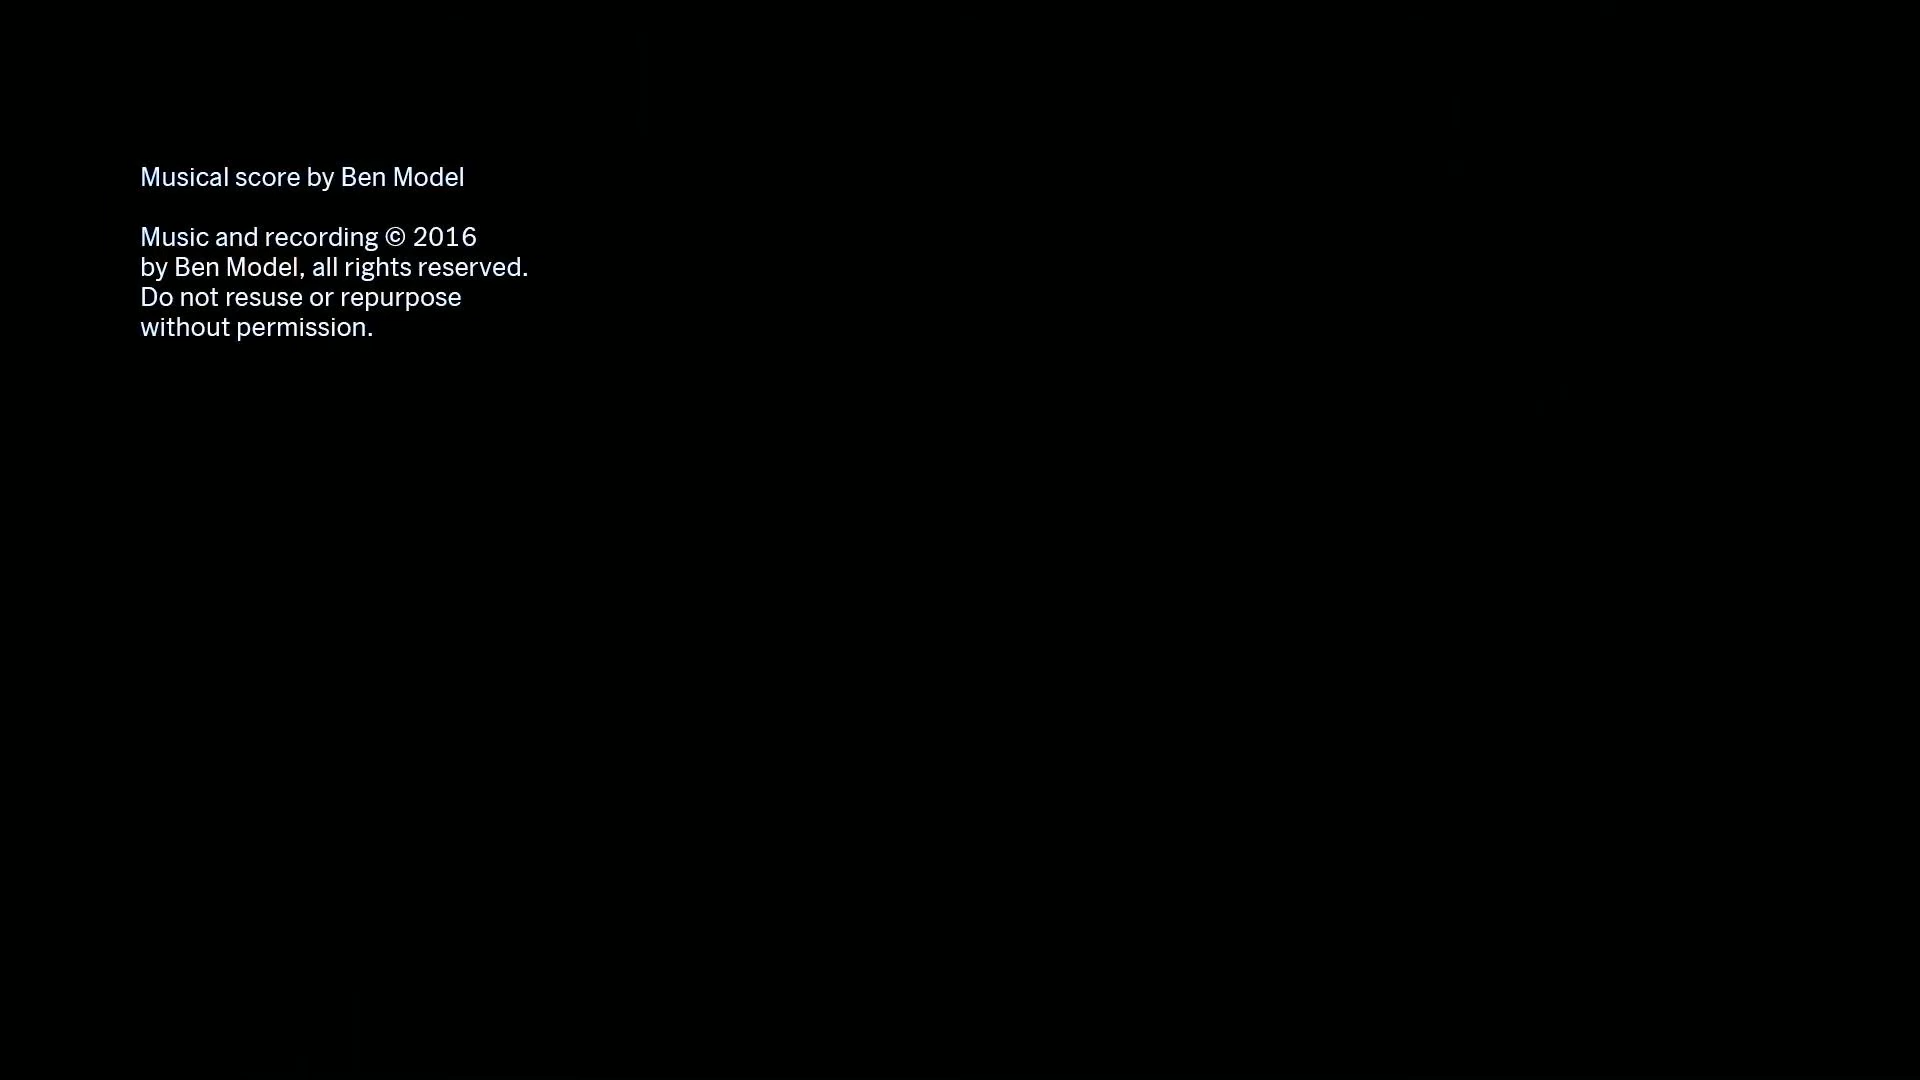 Musical score by Ben Model
Music and recording © 2016
by Ben Model, all rights reserved.
Do not resuse or repurpose
without permission.